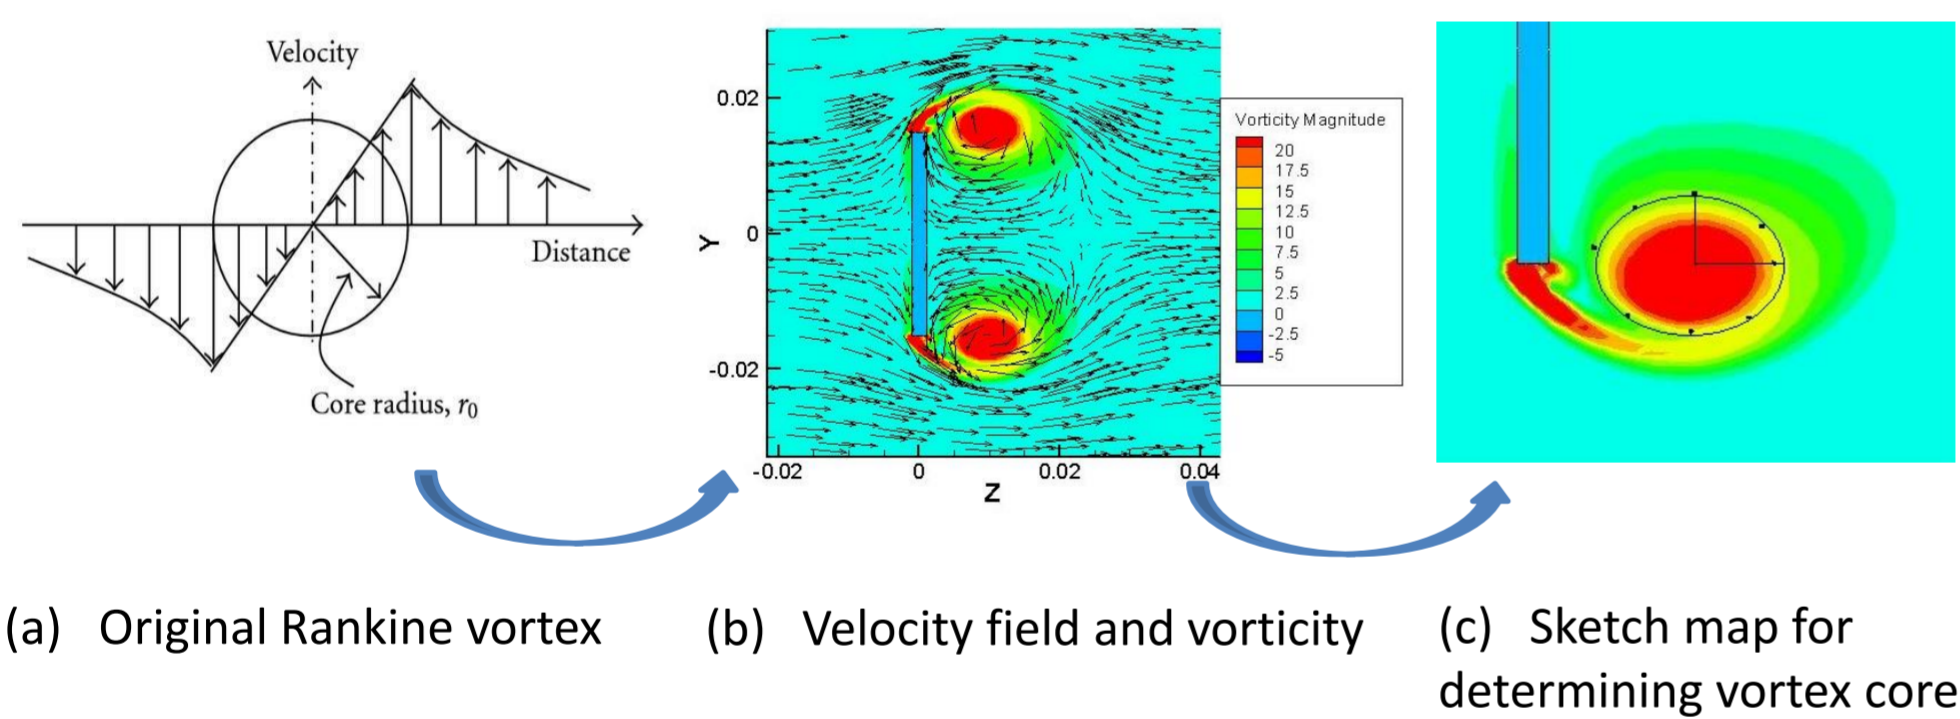 Velocity
Distance
Core radius, r0
0.02
0
-0.02
Y
-0.02
0
0.02
0.04
Z
Vorticity Magnitude
20
17.5
15
12.5
10
7.5
5
2.5
0
-2.5
-5
(a) Original Rankine vortex
(b) Velocity field and vorticity
(c) Sketch map for
determining vortex core